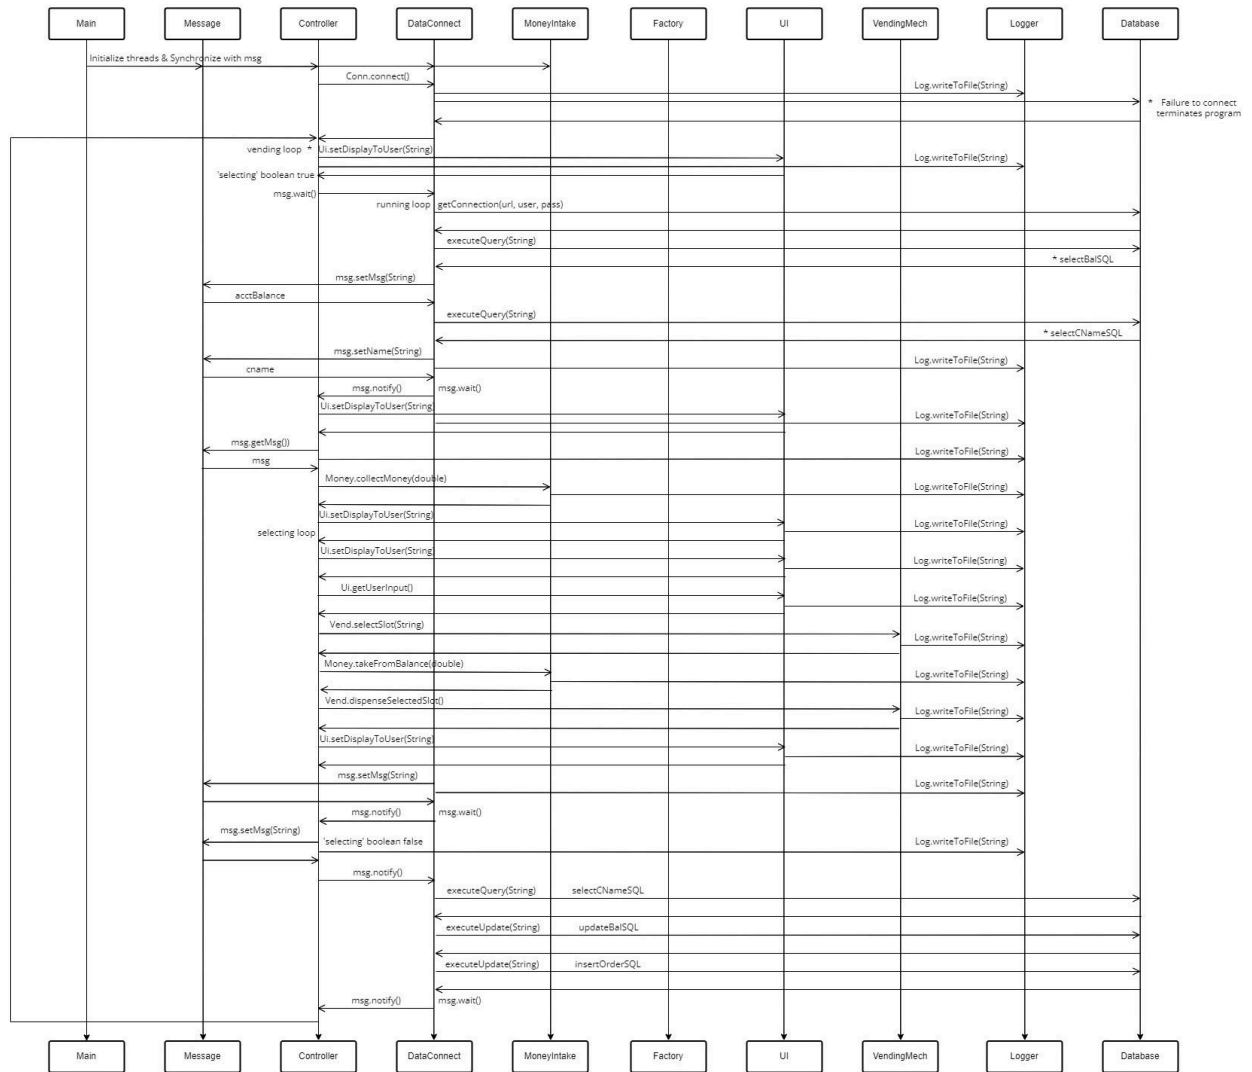 Main
Message
Controller
DataConnect
MoneyIntake
Factory
UI
VendingMech
Logger
Database
Initialize threads & Synchronize with msg
Conn.connect()
Log.writeToFile(String)
* Failure to connect
terminates program
vending loop * Ui.setDisplayToUser(String)
Log.writeToFile(String)
'selecting' boolean true
msg.wait()
running loop getConnection(url, user, pass)
executeQuery(String)
* selectBalSQL
msg.setMsg(String)
acctBalance
executeQuery(String)
* selectCNameSQL
msg.setName(String)
Log.writeToFile(String)
cname
msg.notify()
msg.wait()
Ui.setDisplayToUser(String)
Log.writeToFile(String)
msg.getMsg())
Log.writeToFile(String)
msg
Money.collectMoney(double)
Log.writeToFile(String)
Ui.setDisplayToUser(String)
Log.writeToFile(String)
selecting loop
Ui.setDisplayToUser(String)
Log.writeToFile(String)
Ui.getUserInput()
Log.writeToFile(String)
Vend.selectSlot(String)
Log.writeToFile(String)
Money.takeFromBalance(double)
Log.writeToFile(String)
Vend.dispenseSelectedSlot()
Log.writeToFile(String)
Ui.setDisplayToUser(String)
Log.writeToFile(String)
msg.setMsg(String)
Log.writeToFile(String)
msg.notify()
msg.wait()
msg.setMsg(String)
'selecting' boolean false
Log.writeToFile(String)
msg.notify()
executeQuery(String)
selectCNameSQL
executeUpdate(String)
updateBalSQL
executeUpdate(String)
insertOrderSQL
msg.notify()
msg.wait()
Main
Message
Controller
DataConnect
MoneyIntake
Factory
UI
VendingMech
Logger
Database